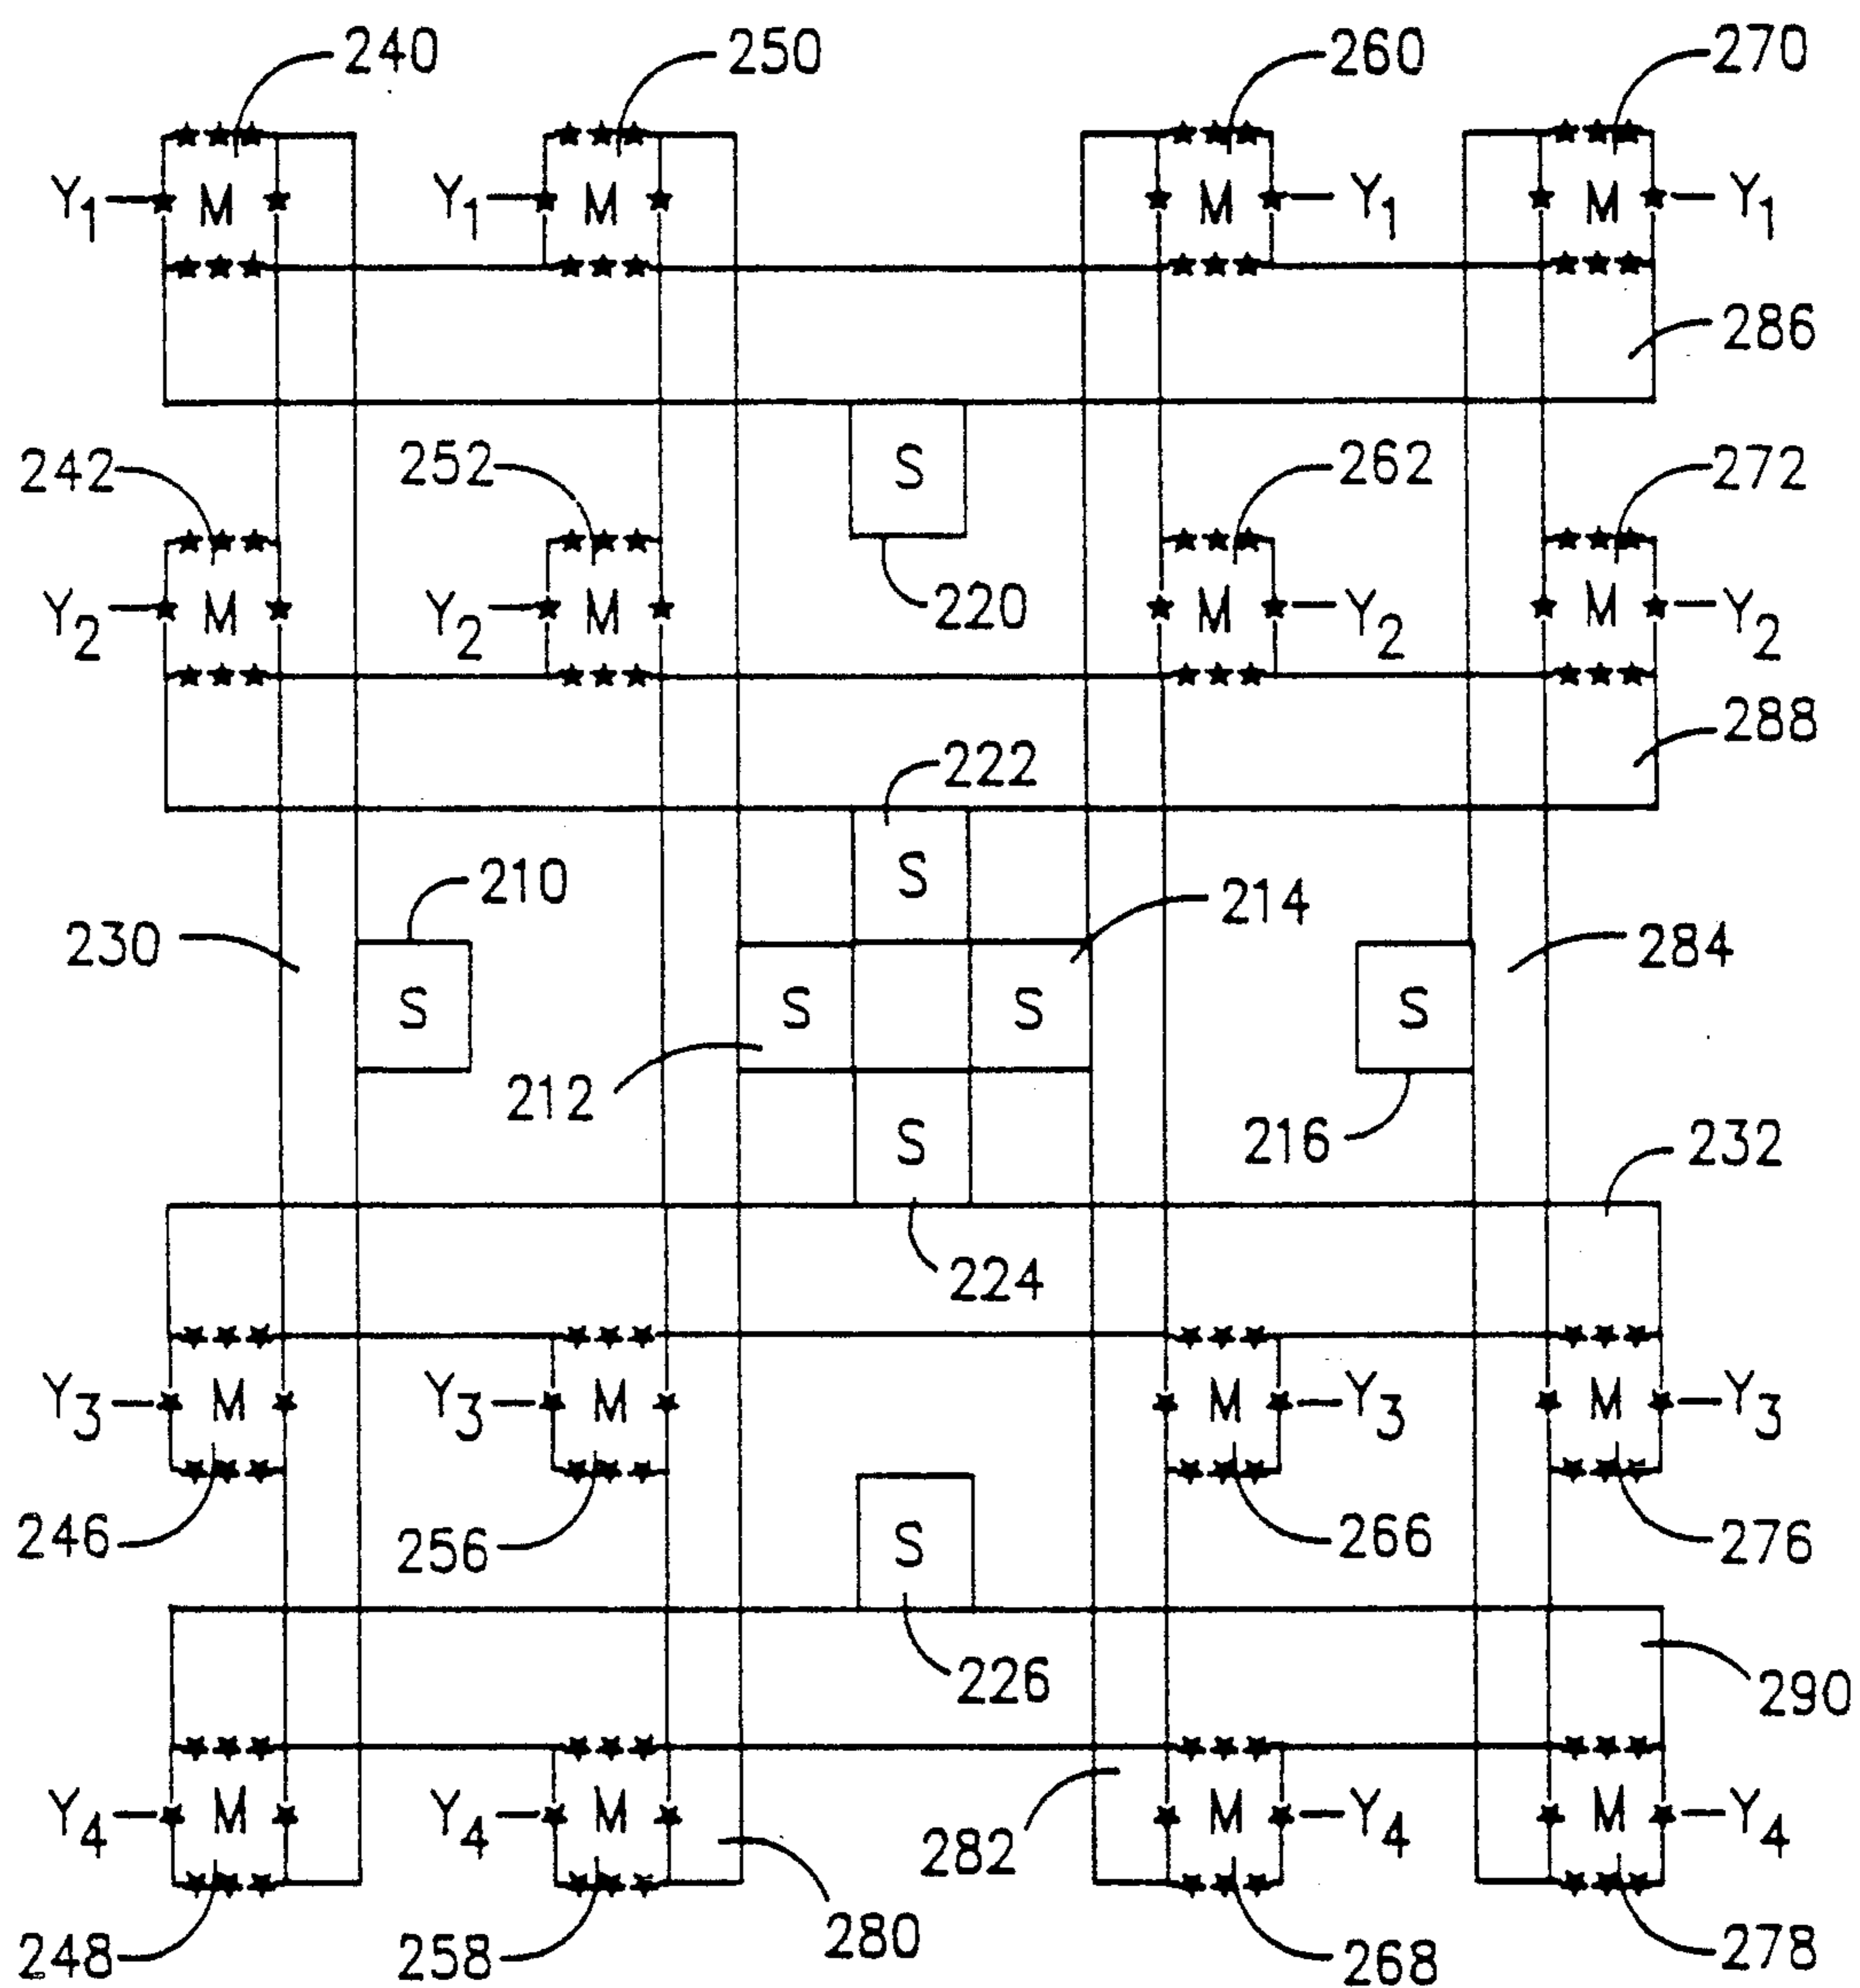 240 250 260 270
Y1 M Y1 M M Y1 M Y1
286
242 252 S 262 272
220
Y2 M Y2 M M Y2 M Y2
288
222
210 S 214
230 284
S S S S
212 216
S 232
224
Y3 M Y3 M M Y3 M Y3
246 256 S 266 276
226 290
Y4 M Y4 M 282 M Y4 M Y4
248 258 280 268 278